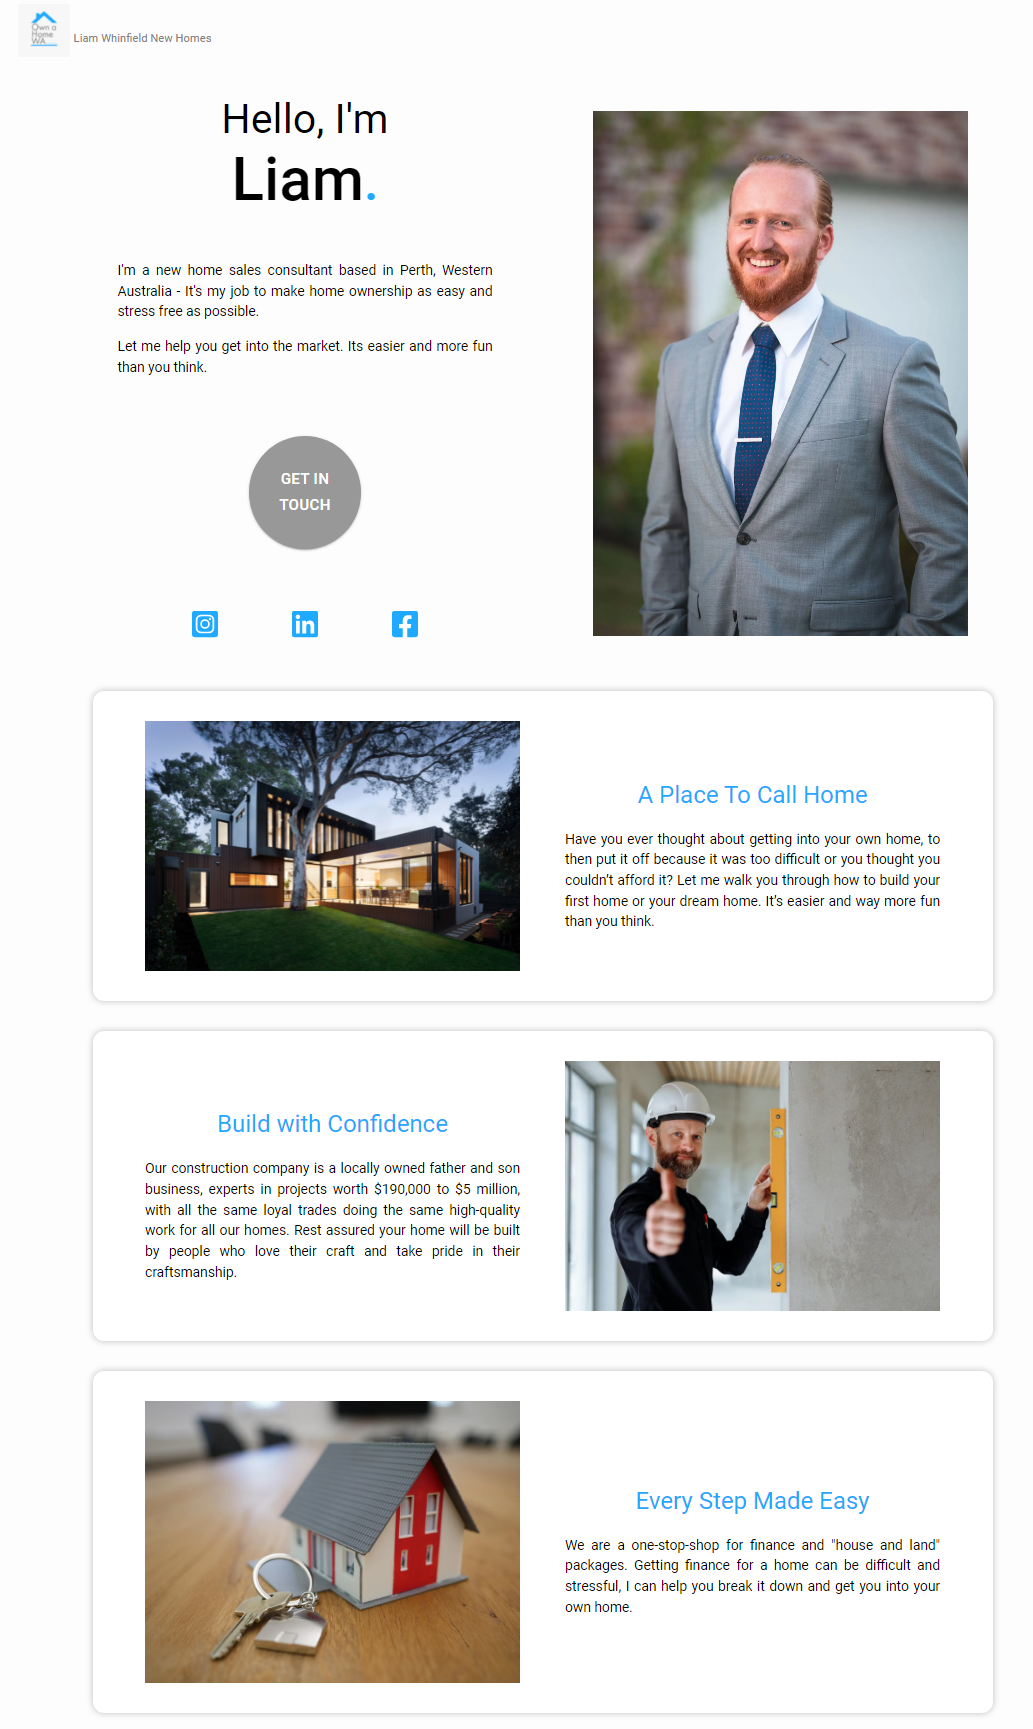 Own a
Home
WA
Liam Whinfield New Homes
Hello, I'm
Liam.
I'm a new home sales consultant based in Perth, Western
Australia - It's my job to make home ownership as easy and
stress free as possible.
Let me help you get into the market. Its easier and more fun
than you think.
GET IN
TOUCH
in
A Place To Call Home
Have you ever thought about getting into your own home, to
then put it off because it was too difficult or you thought you
couldn't afford it? Let me walk you through how to build your
first home or your dream home. It's easier and way more fun
than you think.
Build with Confidence
Our construction company is a locally owned father and son
business, experts in projects worth $190,000 to $5 million,
with all the same loyal trades doing the same high-quality
work for all our homes. Rest assured your home will be built
by people who love their craft and take pride in their
craftsmanship.
Every Step Made Easy
We are a one-stop-shop for finance and "house and land"
packages. Getting finance for a home can be difficult and
stressful, I can help you break it down and get you into your
own home.